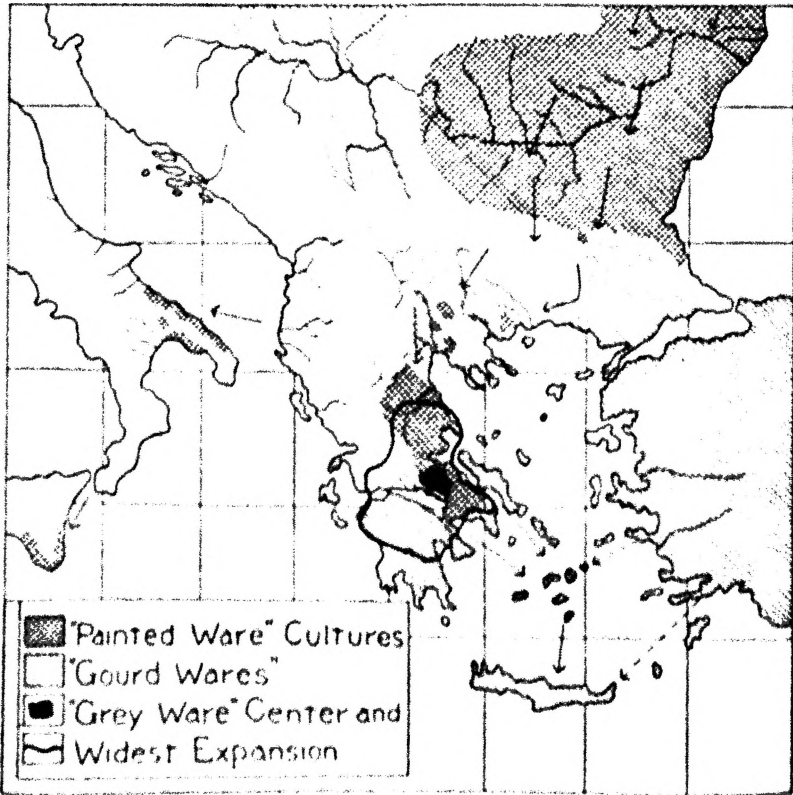 "Painted Ware" Cultures
"Gourd Wares"
"Grey Ware" Center and
Widest Expansion